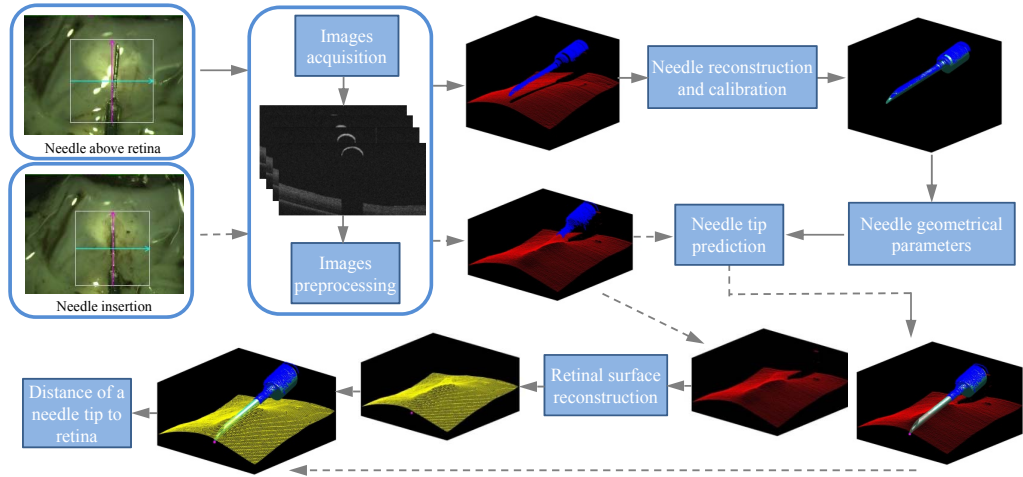 Images
acquisition
Needle above retina
Needle reconstruction
and calibration
Images
preprocessing
Needle insertion
Needle tip
prediction
Needle geometrical
parameters
Distance of a
needle tip to
retina
Retinal surface
reconstruction